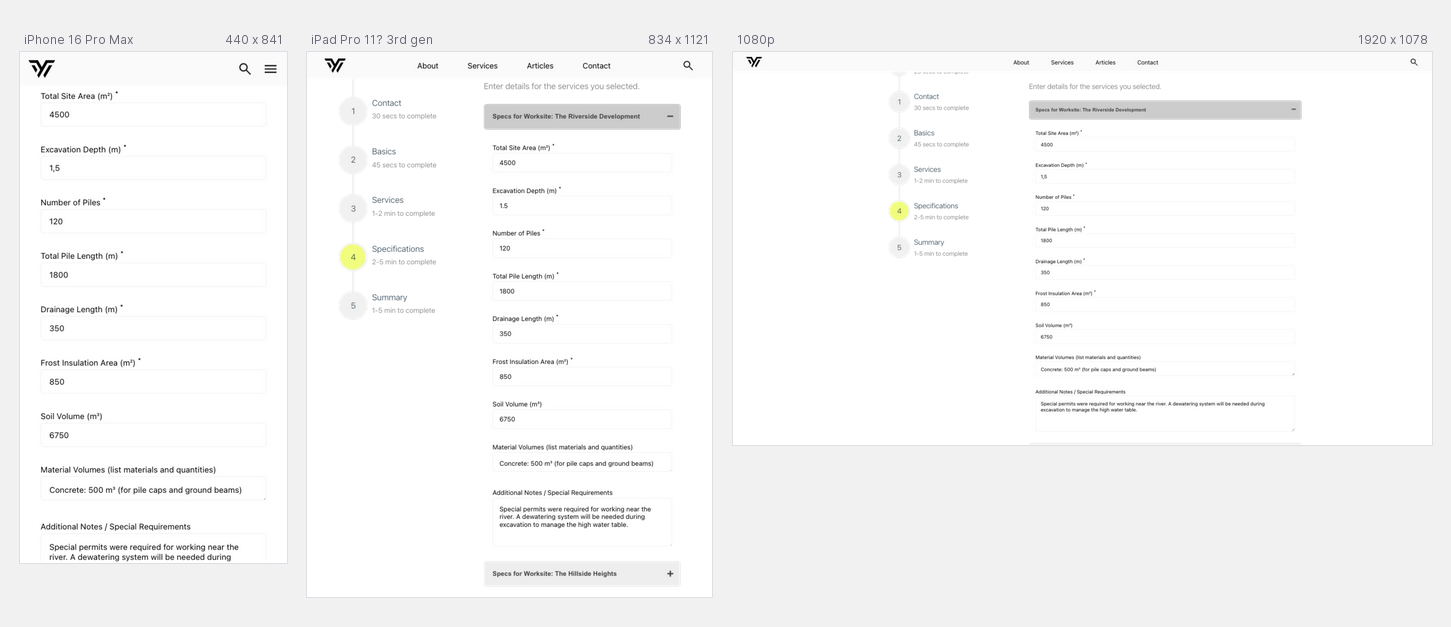 iPhone 16 Pro Max 440 x 841
Total Site Area (m²) *
4500
Excavation Depth (m) *
1,5
Number of Piles *
120
Total Pile Length (m) *
1800
Drainage Length (m) *
350
Frost Insulation Area (m²) *
850
Soil Volume (m³)
6750
Material Volumes (list materials and quantities)
Concrete: 500 m³ (for pile caps and ground beams)
Additional Notes / Special Requirements
Special permits were required for working near the
river. A dewatering system will be needed during
iPad Pro 11? 3rd gen 834 x 1121
About Services Articles Contact
1
Contact
30 secs to complete
2
Basics
45 secs to complete
3
Services
1-2 min to complete
4
Specifications
2-5 min to complete
5
Summary
1-5 min to complete
Enter details for the services you selected.
Specs for Worksite: The Riverside Development
Total Site Area (m²) *
4500
Excavation Depth (m) *
1.5
Number of Piles *
120
Total Pile Length (m) *
1800
Drainage Length (m) *
350
Frost Insulation Area (m²) *
850
Soil Volume (m³)
6750
Material Volumes (list materials and quantities)
Concrete: 500 m³ (for pile caps and ground beams)
Additional Notes / Special Requirements
Special permits were required for working near the
river. A dewatering system will be needed during
excavation to manage the high water table.
Specs for Worksite: The Hillside Heights
1080p 1920 x 1078
About Services Articles Contact
1
Contact
30 secs to complete
2
Basics
45 secs to complete
3
Services
1-2 min to complete
4
Specifications
2-5 min to complete
5
Summary
1-5 min to complete
Enter details for the services you selected.
Specs for Worksite: The Riverside Development
Total Site Area (m²) *
4500
Excavation Depth (m) *
1,5
Number of Piles *
120
Total Pile Length (m) *
1800
Drainage Length (m) *
350
Frost Insulation Area (m²) *
850
Soil Volume (m³)
6750
Material Volumes (list materials and quantities)
Concrete: 500 m³ (for pile caps and ground beams)
Additional Notes / Special Requirements
Special permits were required for working near the river. A dewatering system will be needed during
excavation to manage the high water table.